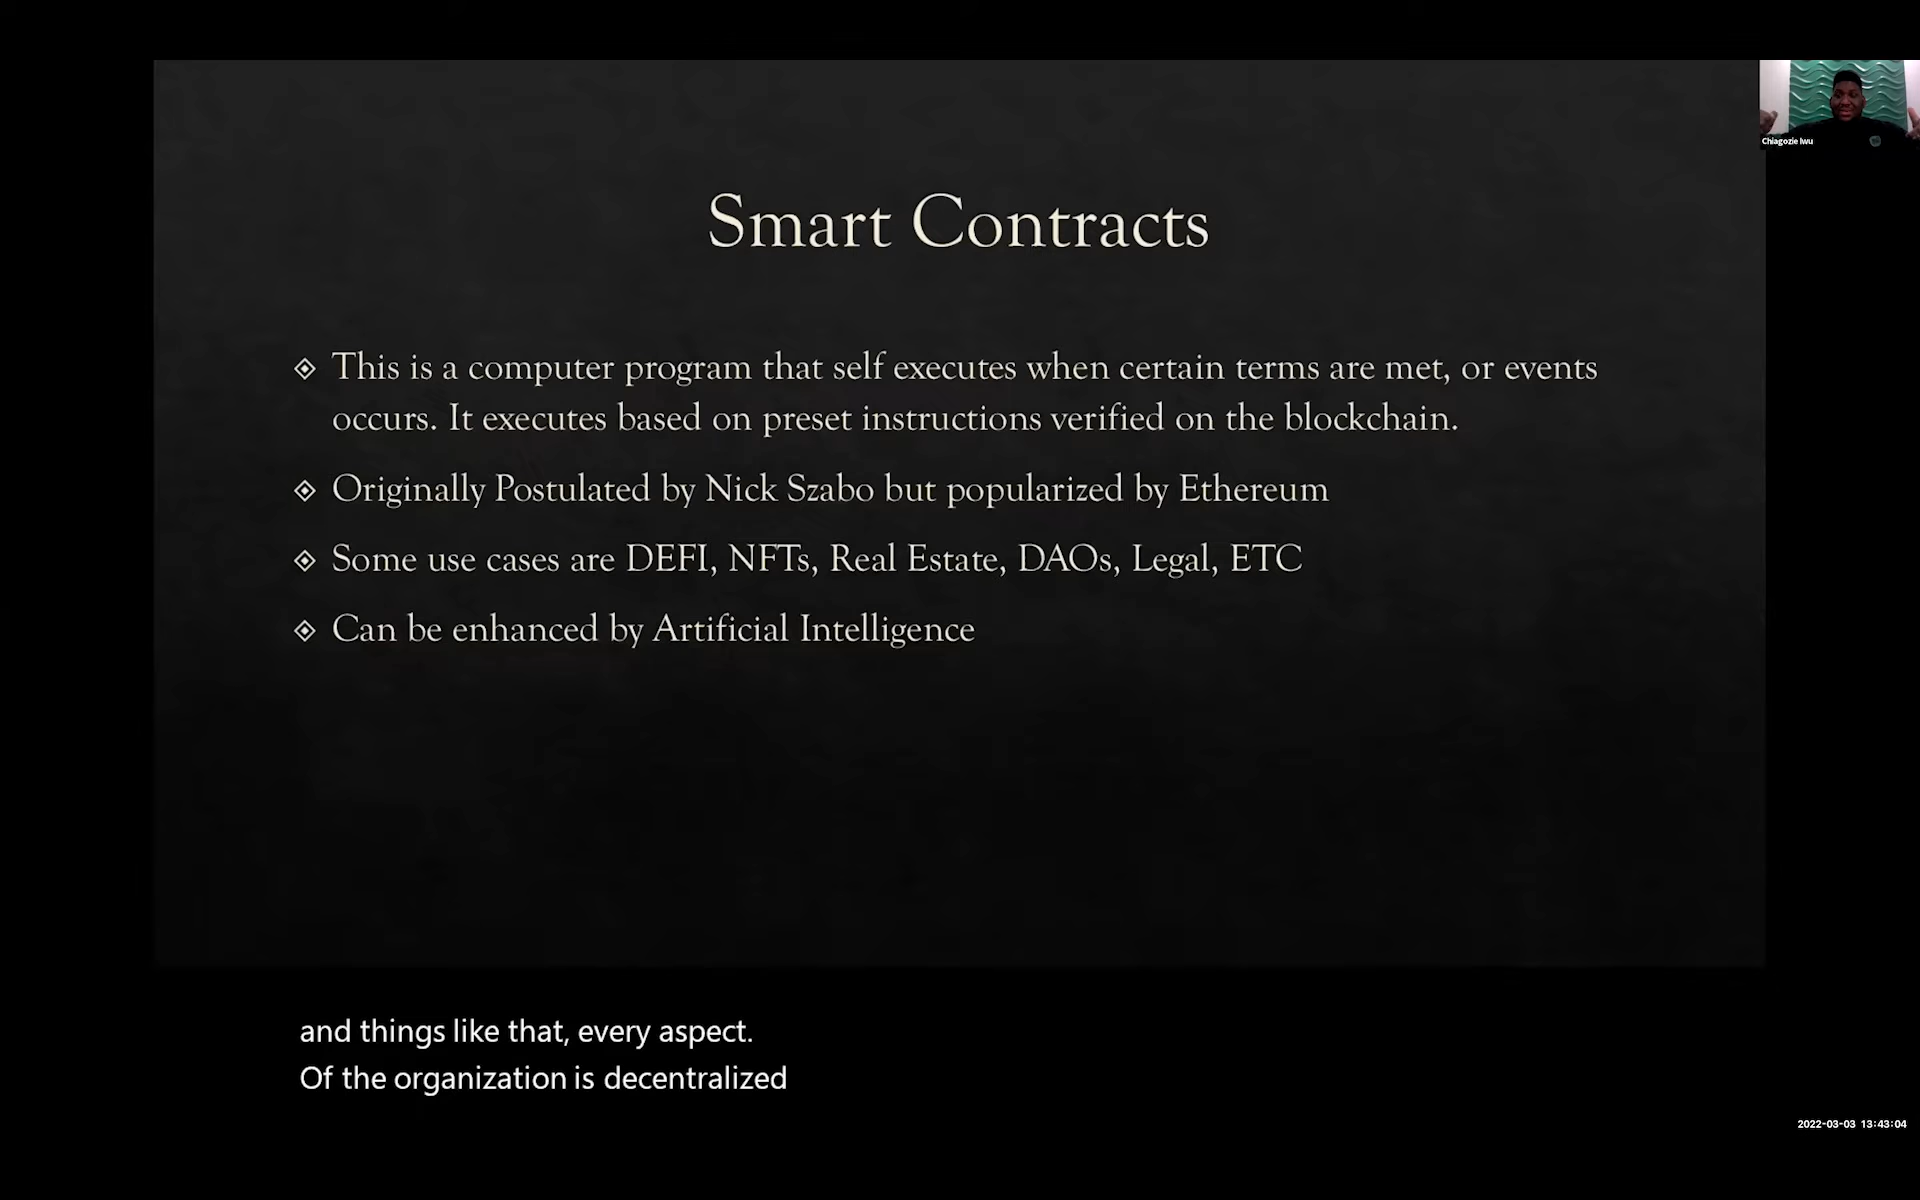 Chiagozie Iwu
Smart Contracts
This is a computer program that self executes when certain terms are met, or events
occurs. It executes based on preset instructions verified on the blockchain.
Originally Postulated by Nick Szabo but popularized by Ethereum
Some use cases are DEFI, NFTs, Real Estate, DAOs, Legal, ETC
Can be enhanced by Artificial Intelligence
and things like that, every aspect.
Of the organization is decentralized
2022-03-03 13:43:04